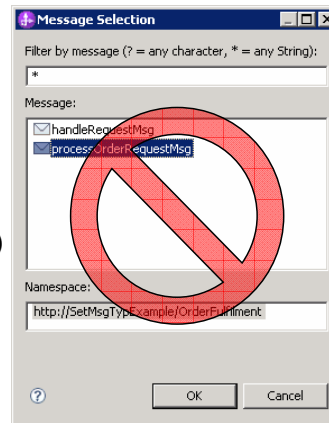 Message Selection
Filter by message (? = any character, * = any String):
*
Message:
handleRequestMsg
processOrderRequestMsg
Namespace:
http://SetMsgTypExample/OrderFulfilment
?
OK Cancel